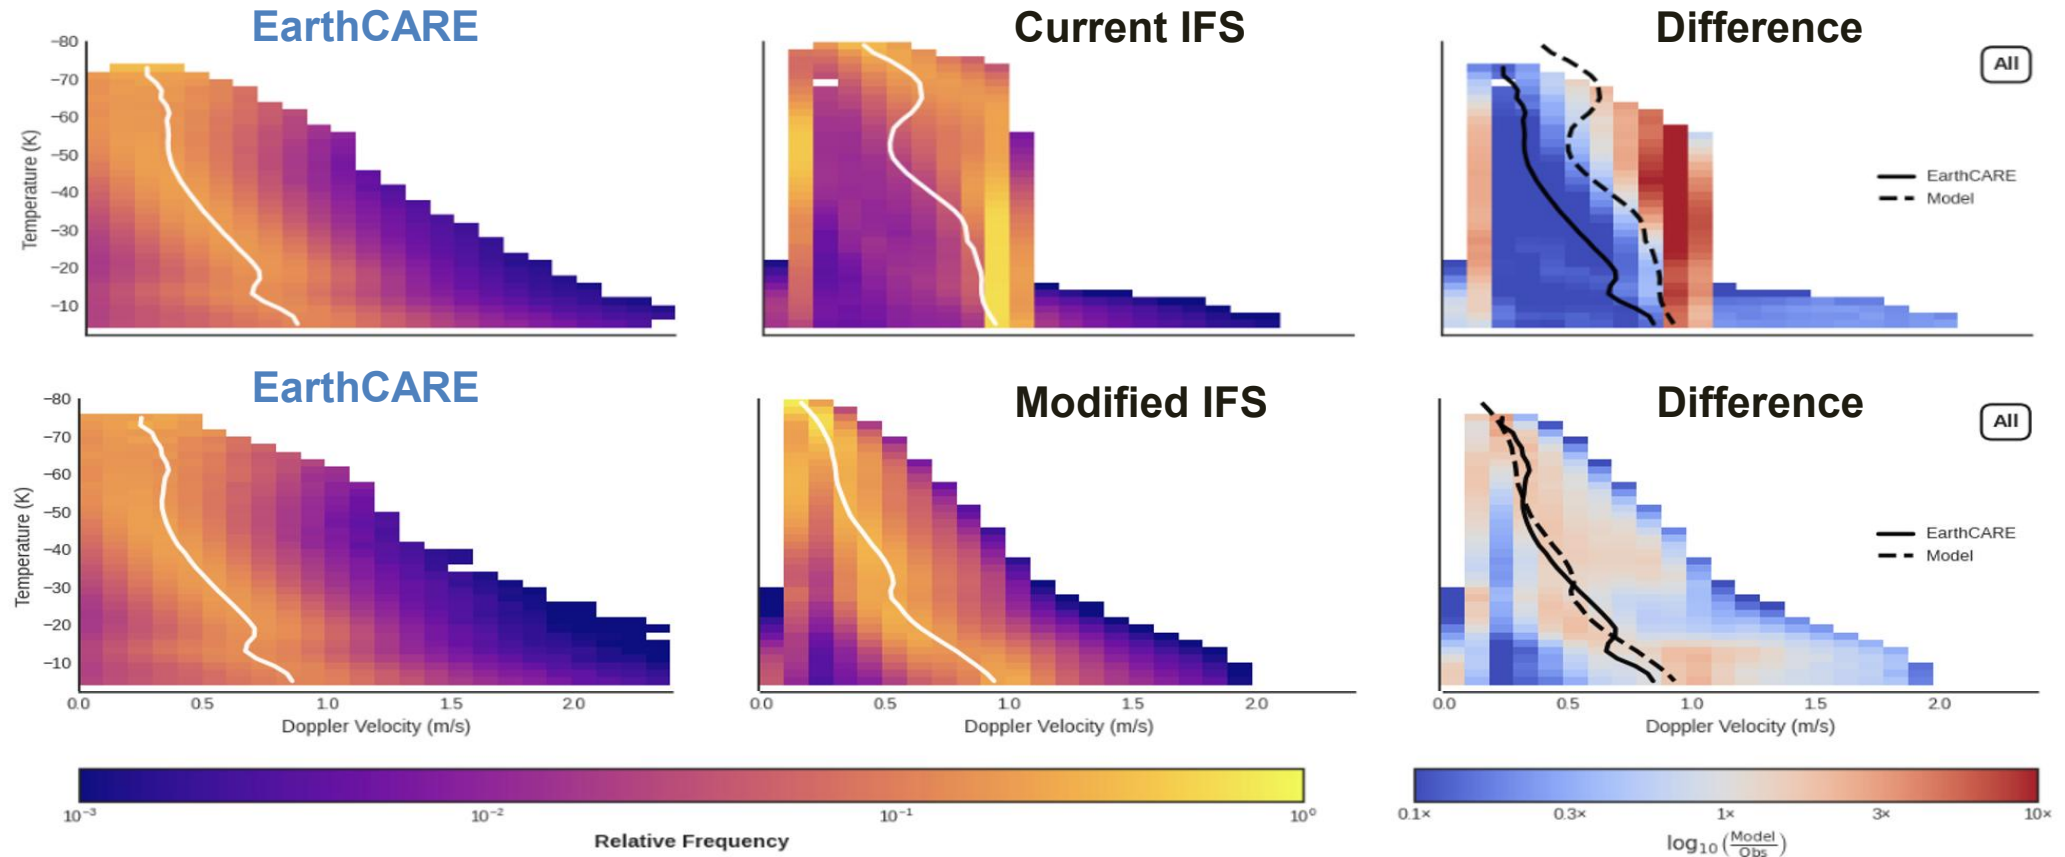 EarthCARE
Current IFS
Difference
−80
−70
−60
−50
−40
−30
−20
−10
Temperature (K)
All
EarthCARE
Model
EarthCARE
Modified IFS
Difference
−80
−70
−60
−50
−40
−30
−20
−10
Temperature (K)
All
EarthCARE
Model
0.0 0.5 1.0 1.5 2.0
Doppler Velocity (m/s)
0.0 0.5 1.0 1.5 2.0
Doppler Velocity (m/s)
0.0 0.5 1.0 1.5 2.0
Doppler Velocity (m/s)
10⁻³ 10⁻² 10⁻¹ 10⁰
Relative Frequency
0.1× 0.3× 1× 3× 10×
log₁₀(Model/Obs)